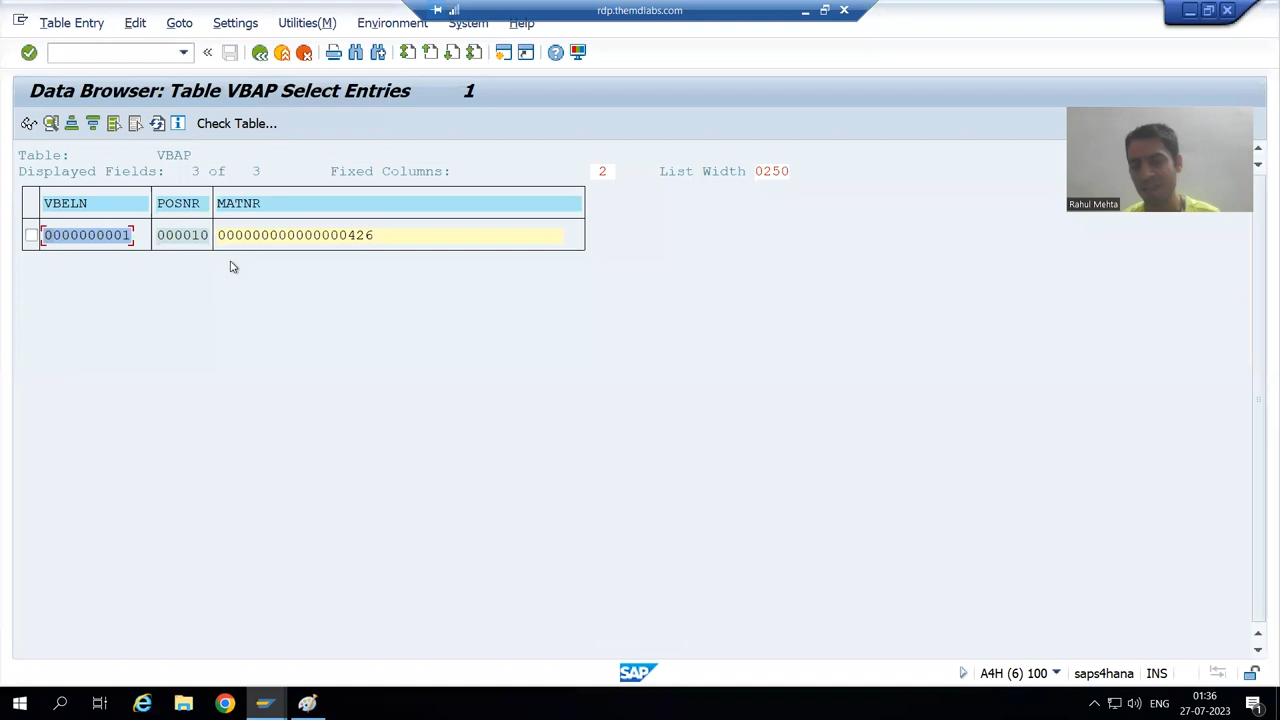 rdp.themdlabs.com
Table Entry Edit Goto Settings Utilities(M) Environment System Help
Data Browser: Table VBAP Select Entries 1
Check Table...
Table: VBAP
Displayed Fields: 3 of 3 Fixed Columns: 2 List Width 0250
VBELN POSNR MATNR
0000000001 000010 000000000000000426
Rahul Mehta
SAP A4H (6) 100 saps4hana INS
ENG 01:36
27-07-2023 1